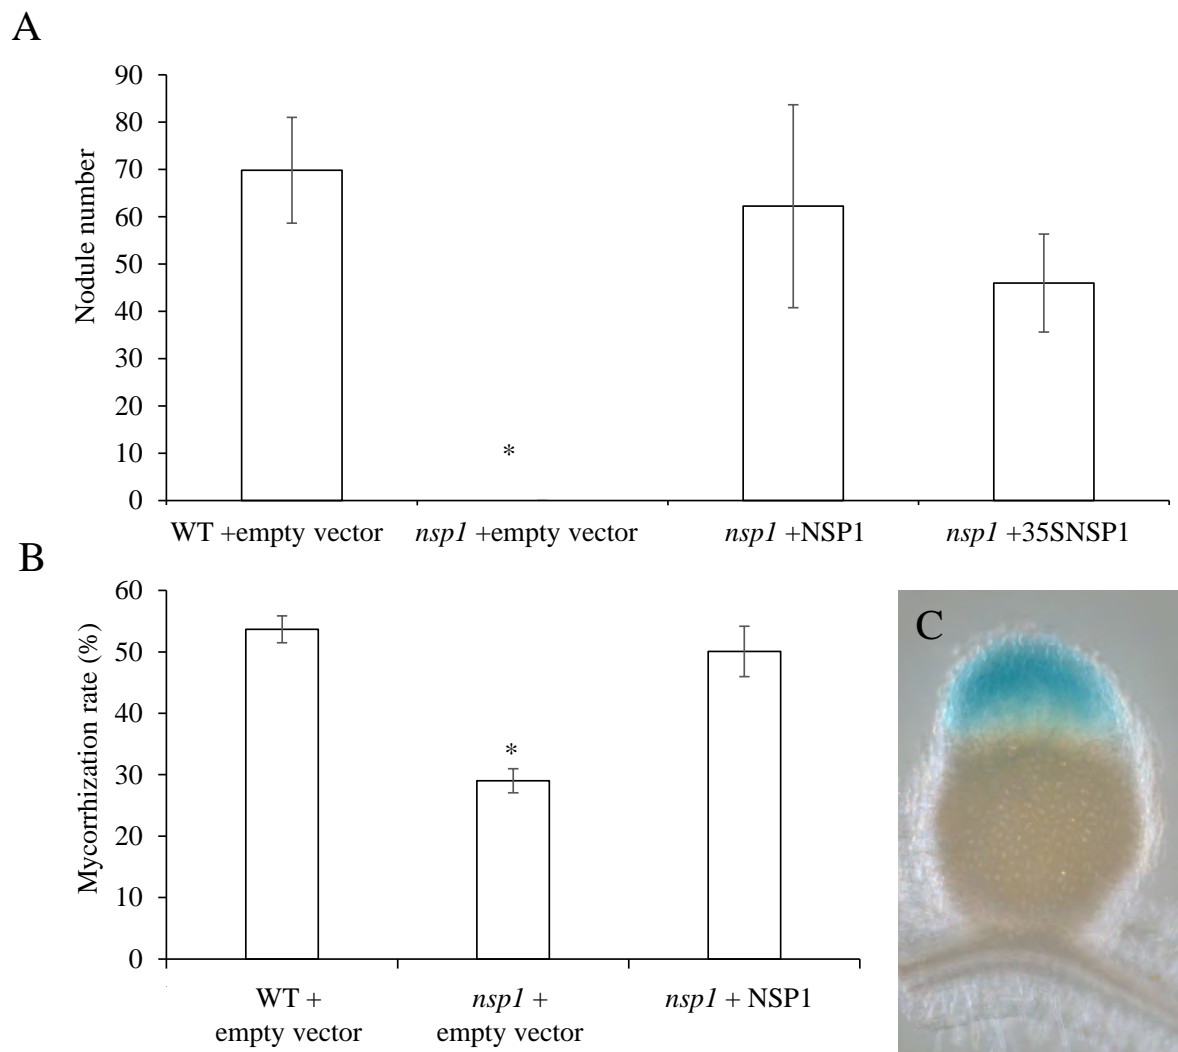 A
90
80
70
60
50
40
30
20
10
0
Nodule number
*
WT +empty vector
nsp1 +empty vector
nsp1 +NSP1
nsp1 +35SNSP1
B
60
50
40
30
20
10
0
Mycorrhization rate (%)
*
WT +
empty vector
nsp1 +
empty vector
nsp1 + NSP1
C